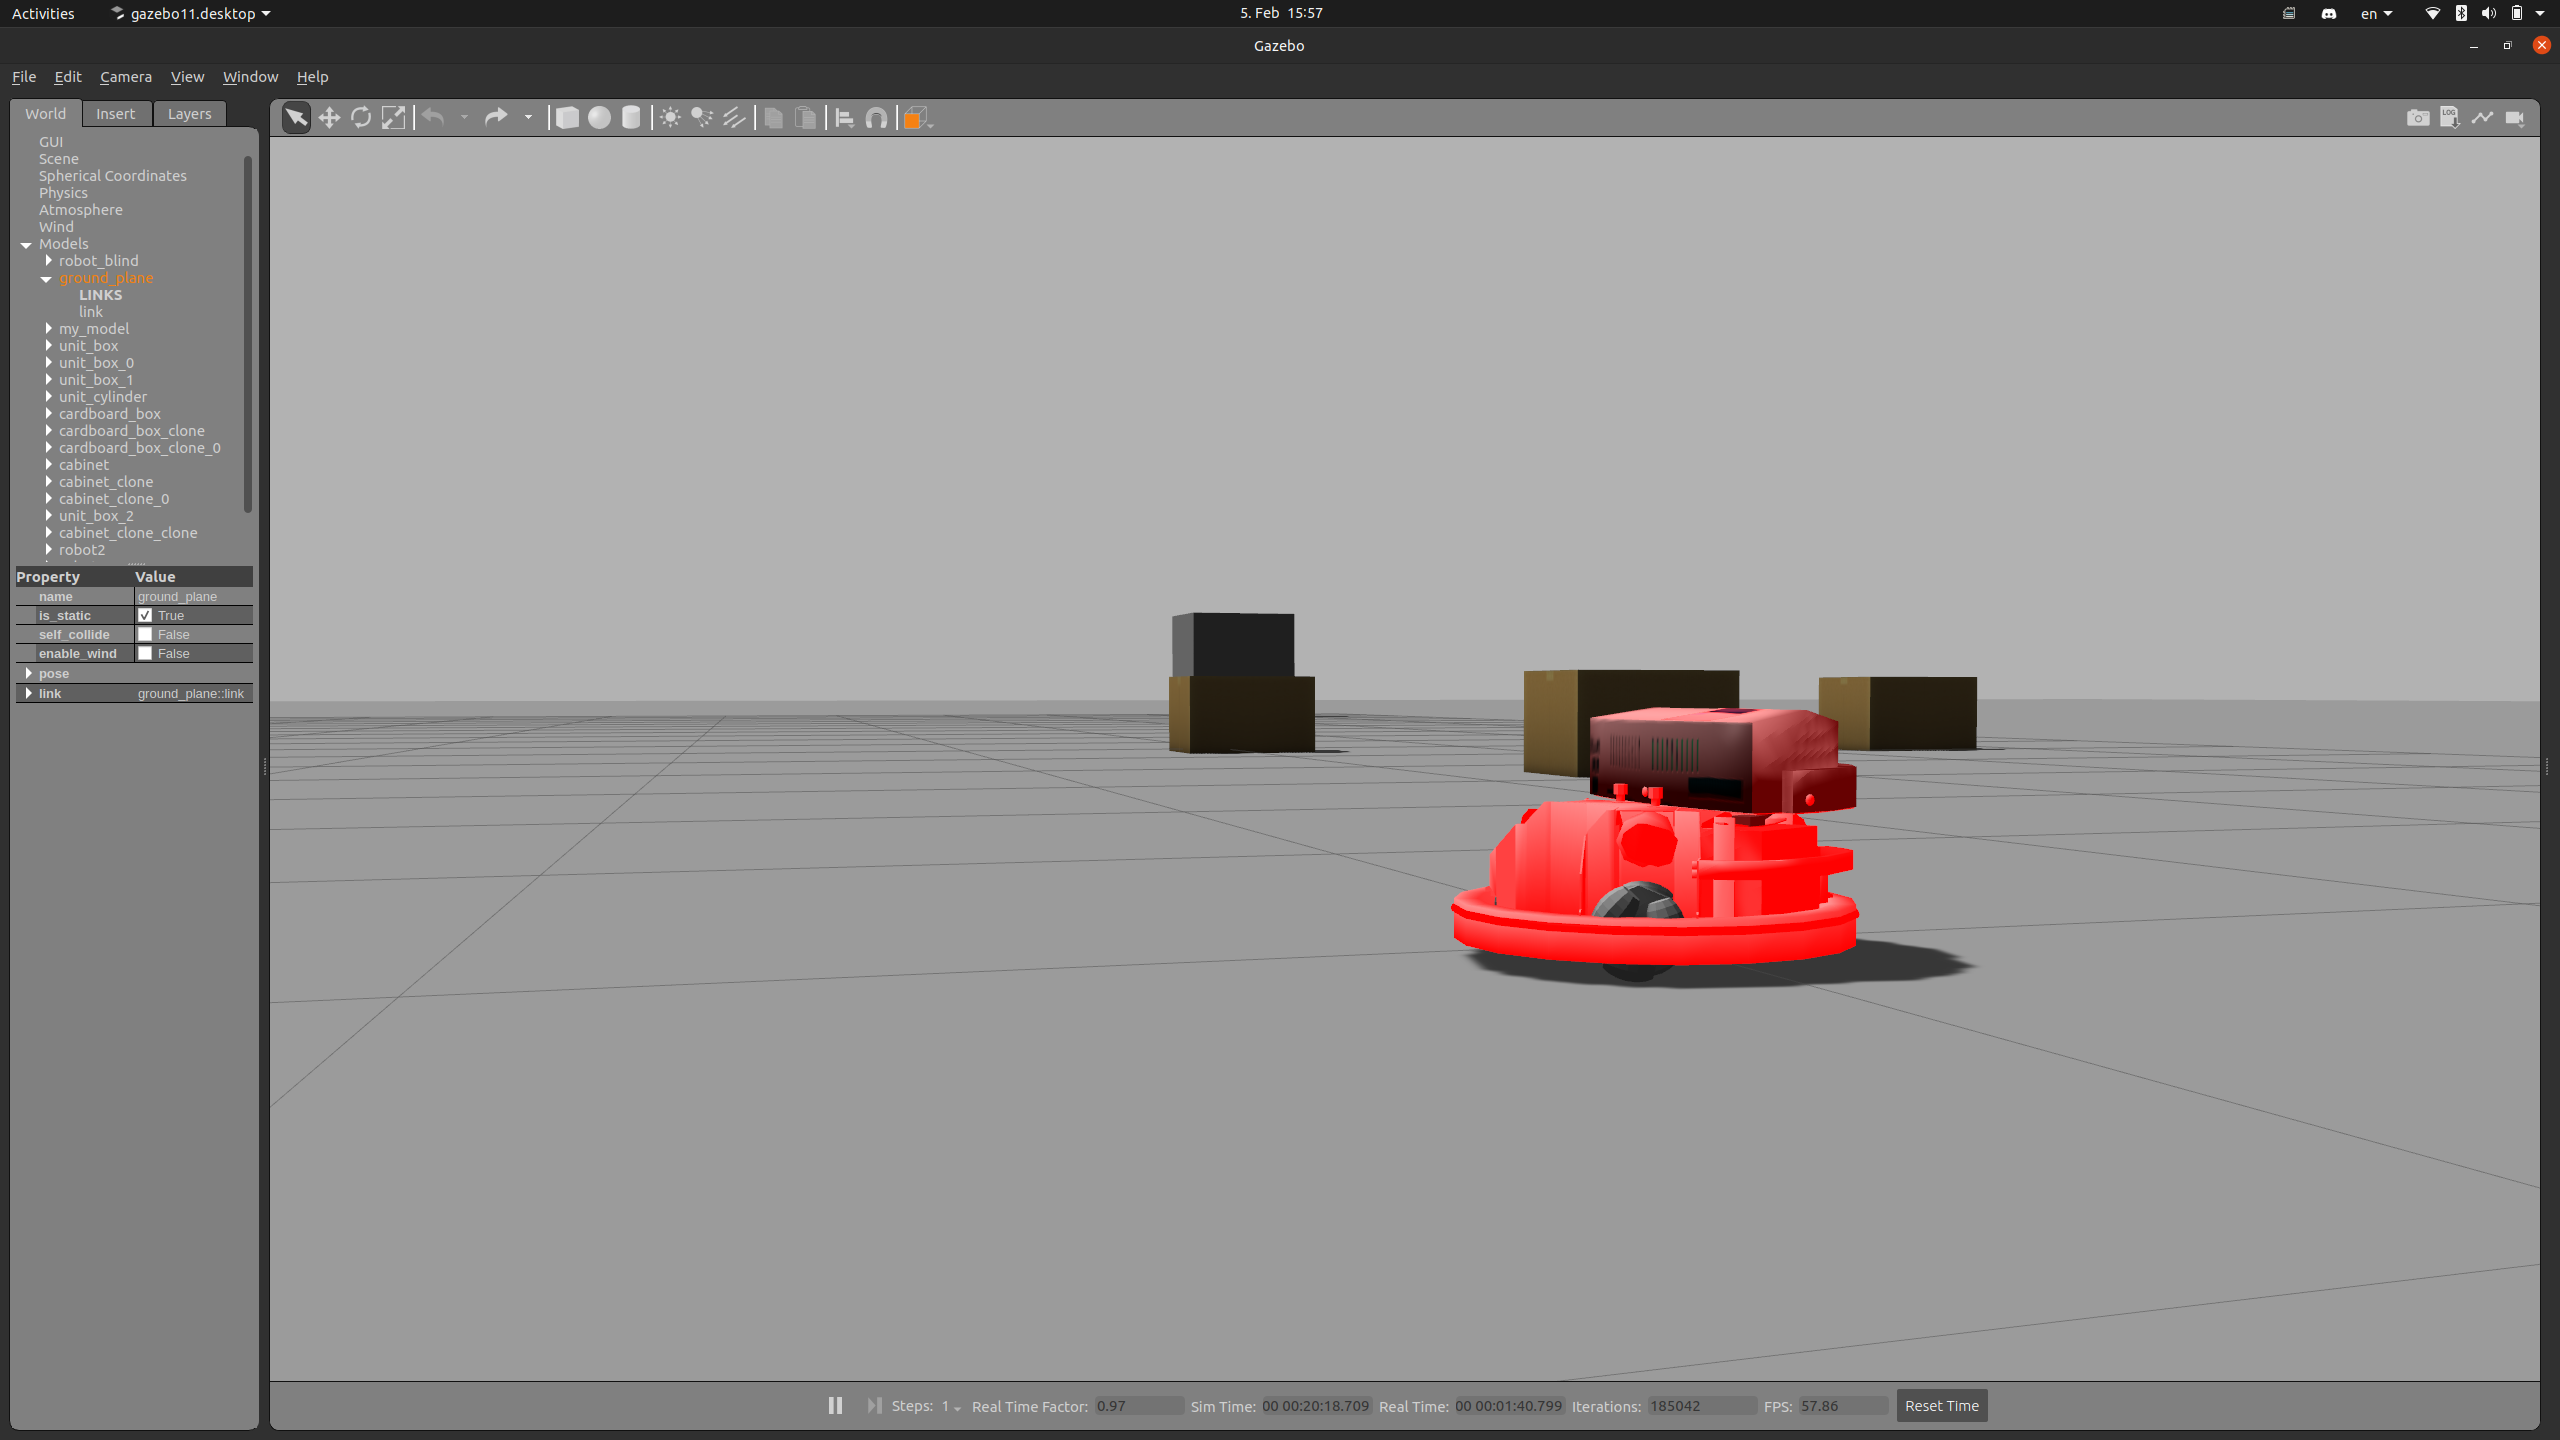 Activities gazebo11.desktop 5. Feb 15:57 en
Gazebo
File Edit Camera View Window Help
World Insert Layers
GUI
Scene
Spherical Coordinates
Physics
Atmosphere
Wind
Models
robot_blind
ground_plane
LINKS
link
my_model
unit_box
unit_box_0
unit_box_1
unit_cylinder
cardboard_box
cardboard_box_clone
cardboard_box_clone_0
cabinet
cabinet_clone
cabinet_clone_0
unit_box_2
cabinet_clone_clone
robot2
Property Value
name ground_plane
is_static True
self_collide False
enable_wind False
pose
link ground_plane::link
LOG
Steps: 1 Real Time Factor: 0.97 Sim Time: 00 00:20:18.709 Real Time: 00 00:01:40.799 Iterations: 185042 FPS: 57.86 Reset Time